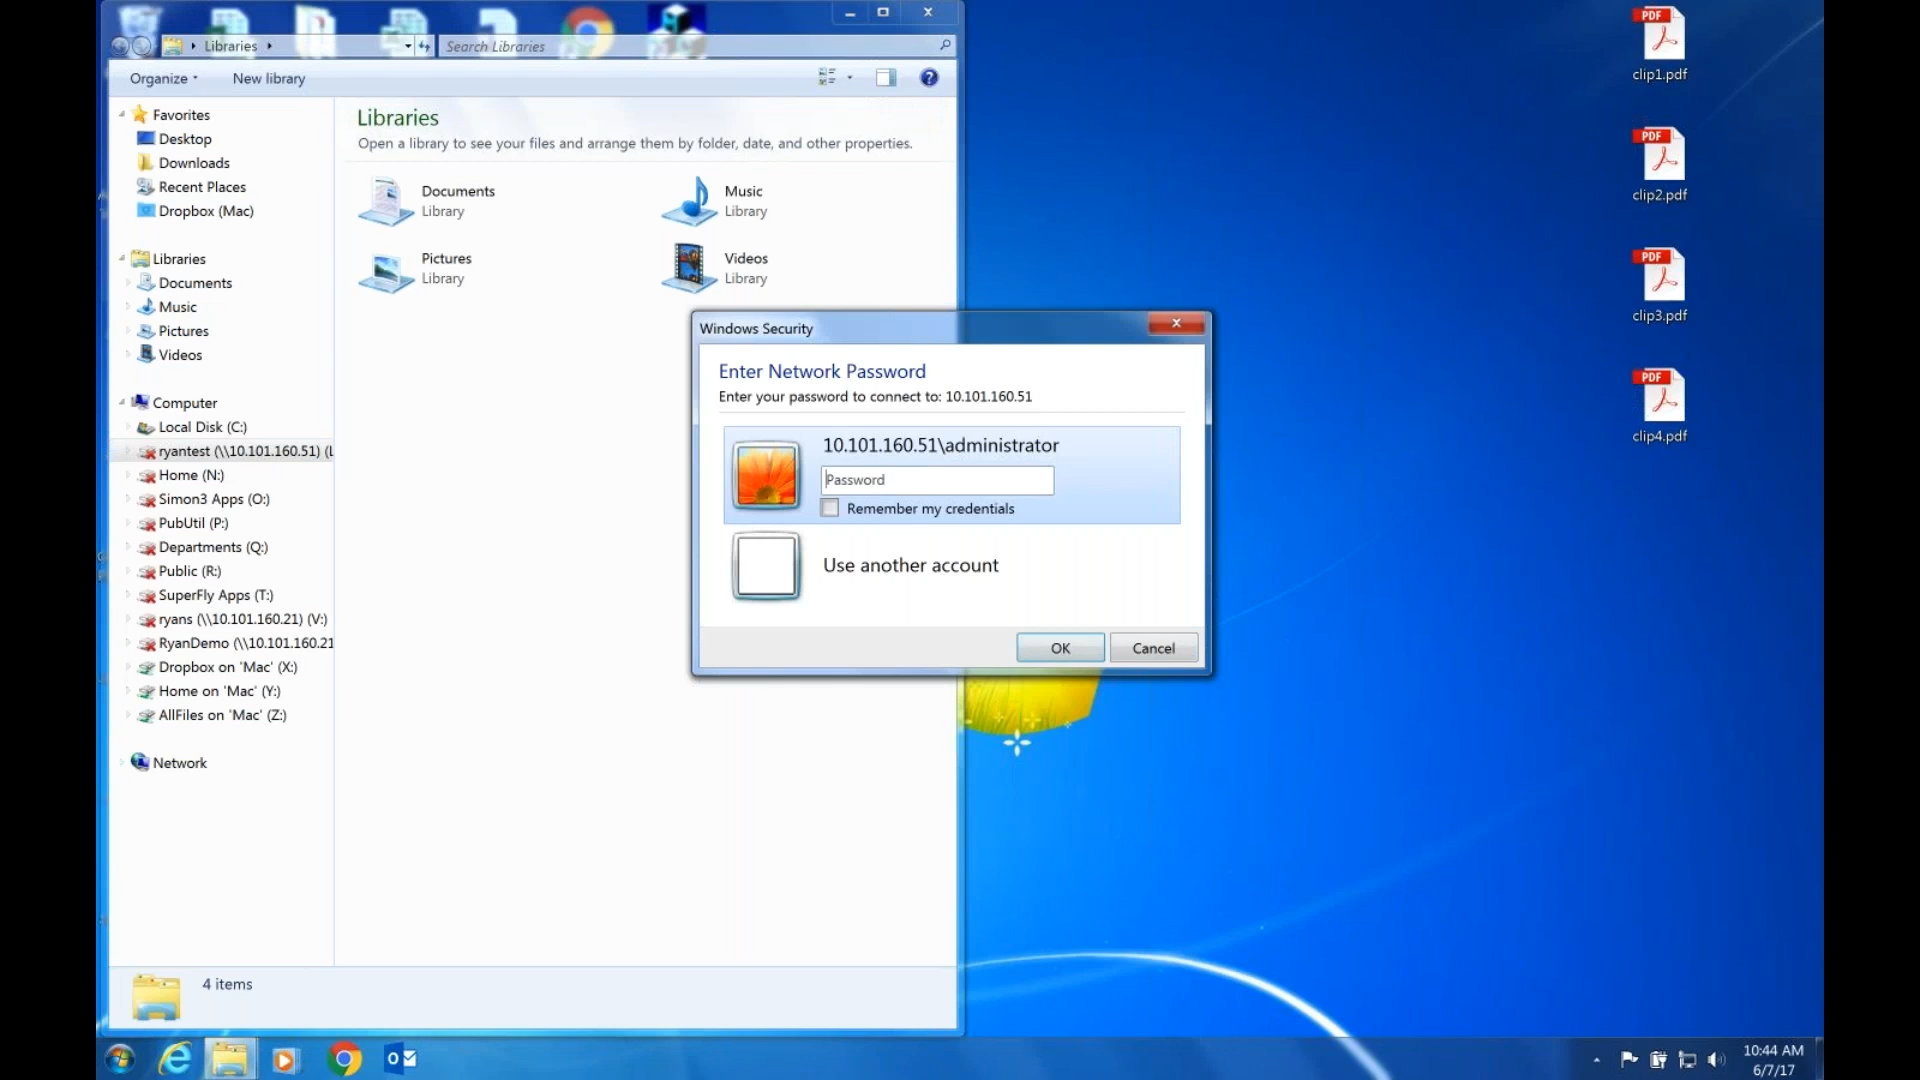 Libraries
Search Libraries
Organize
New library
Favorites
Desktop
Downloads
Recent Places
Dropbox (Mac)
Libraries
Documents
Music
Pictures
Videos
Computer
Local Disk (C:)
ryantest (\\10.101.160.51) (L
Home (N:)
Simon3 Apps (O:)
PubUtil (P:)
Departments (Q:)
Public (R:)
SuperFly Apps (T:)
ryans (\\10.101.160.21) (V:)
RyanDemo (\\10.101.160.21
Dropbox on 'Mac' (X:)
Home on 'Mac' (Y:)
AllFiles on 'Mac' (Z:)
Network
Libraries
Open a library to see your files and arrange them by folder, date, and other properties.
Documents
Library
Music
Library
Pictures
Library
Videos
Library
4 items
Windows Security
Enter Network Password
Enter your password to connect to: 10.101.160.51
10.101.160.51\administrator
Password
Remember my credentials
Use another account
OK
Cancel
PDF
clip1.pdf
PDF
clip2.pdf
PDF
clip3.pdf
PDF
clip4.pdf
10:44 AM
6/7/17